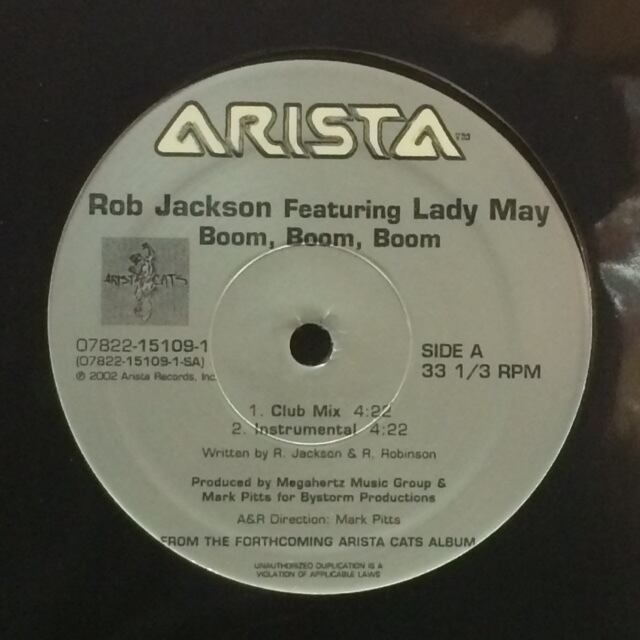 ARISTA™
Rob Jackson Featuring Lady May
Boom, Boom, Boom
ARISTA CATS
07822-15109-1
(07822-15109-1-SA)
℗ 2002 Arista Records, Inc.
SIDE A
33 1/3 RPM
1. Club Mix 4:22
2. Instrumental 4:22
Written by R. Jackson & R. Robinson
Produced by Megahertz Music Group &
Mark Pitts for Bystorm Productions
A&R Direction: Mark Pitts
FROM THE FORTHCOMING ARISTA CATS ALBUM
UNAUTHORIZED DUPLICATION IS A
VIOLATION OF APPLICABLE LAWS